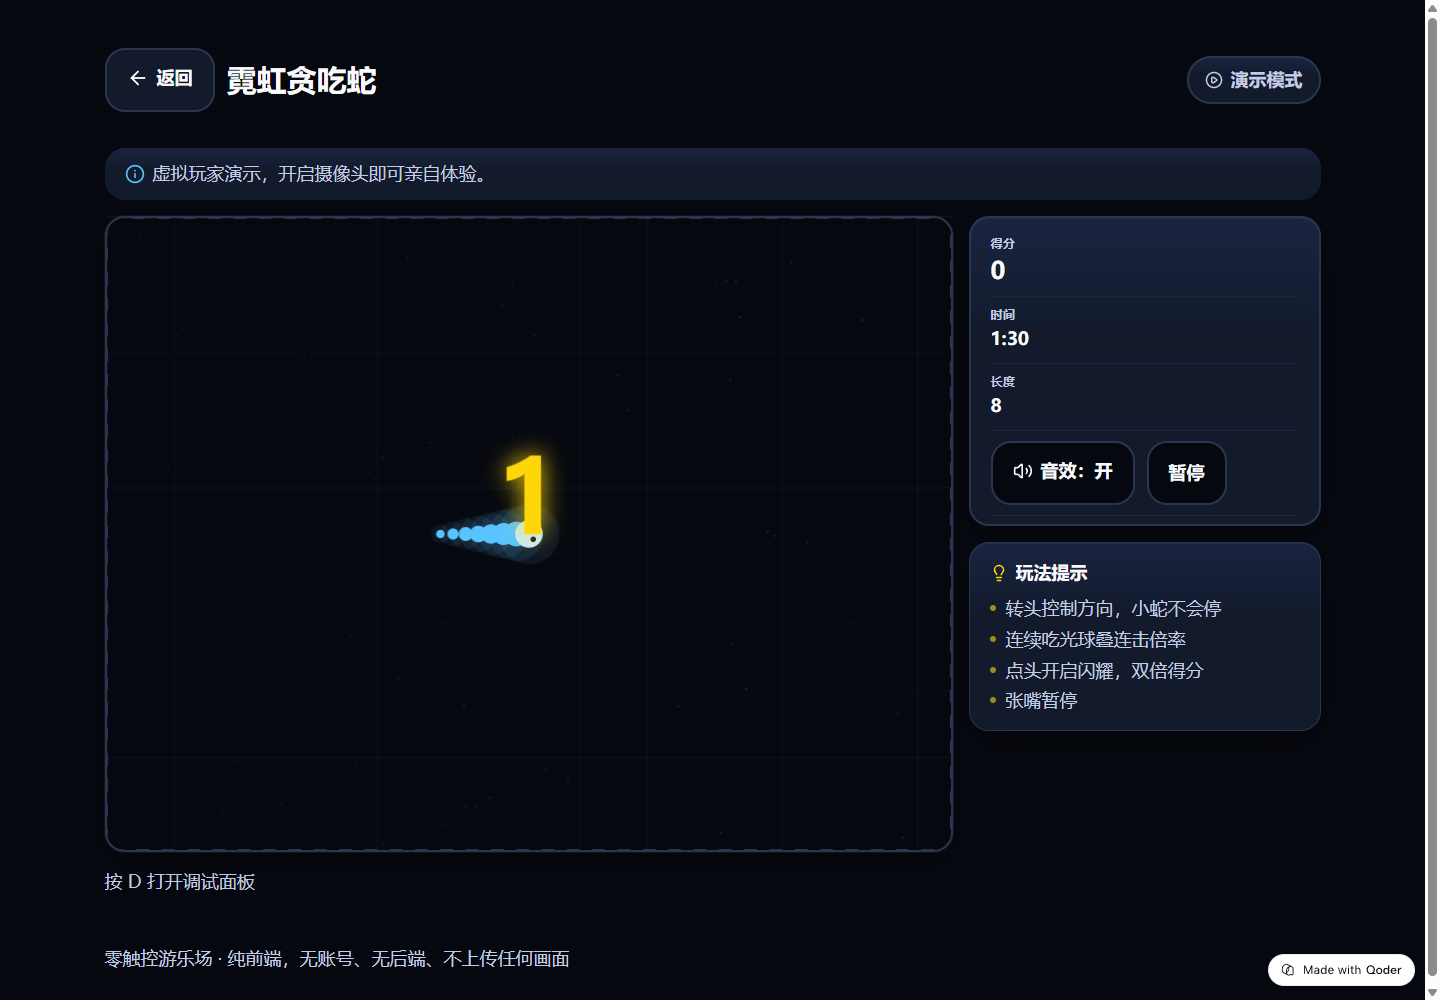 返回
霓虹贪吃蛇
演示模式
虚拟玩家演示，开启摄像头即可亲自体验。
得分
0
时间
1:30
长度
8
音效：开
暂停
1
玩法提示
转头控制方向，小蛇不会停
连续吃光球叠连击倍率
点头开启闪耀，双倍得分
张嘴暂停
按 D 打开调试面板
零触控游乐场 · 纯前端，无账号、无后端、不上传任何画面
Made with Qoder